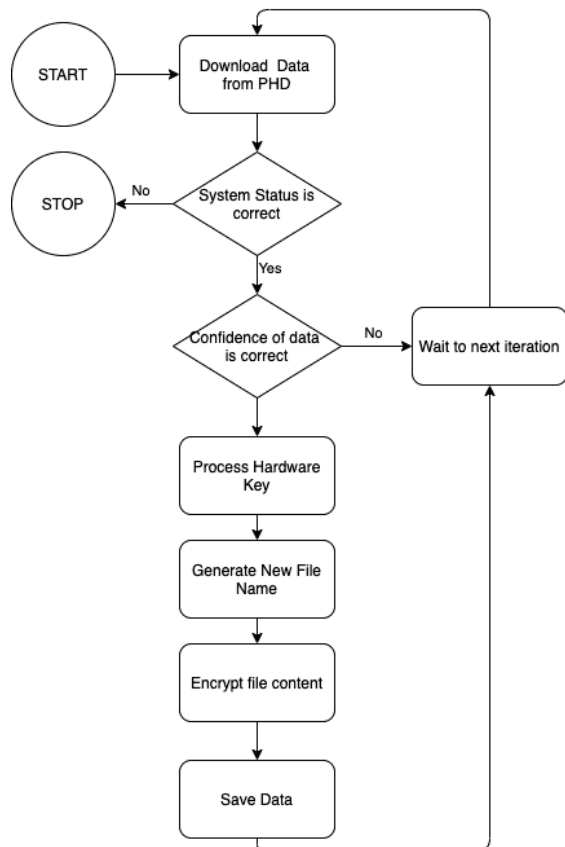 START
Download Data
from PHD
STOP
No
System Status is
correct
Yes
Confidence of data
is correct
No
Wait to next iteration
Process Hardware
Key
Generate New File
Name
Encrypt file content
Save Data